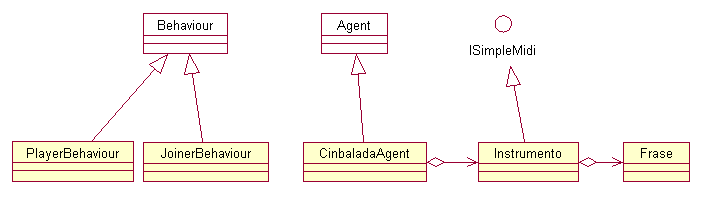 Behaviour
Agent
ISimpleMidi
PlayerBehaviour
JoinerBehaviour
CinbaladaAgent
Instrumento
Frase